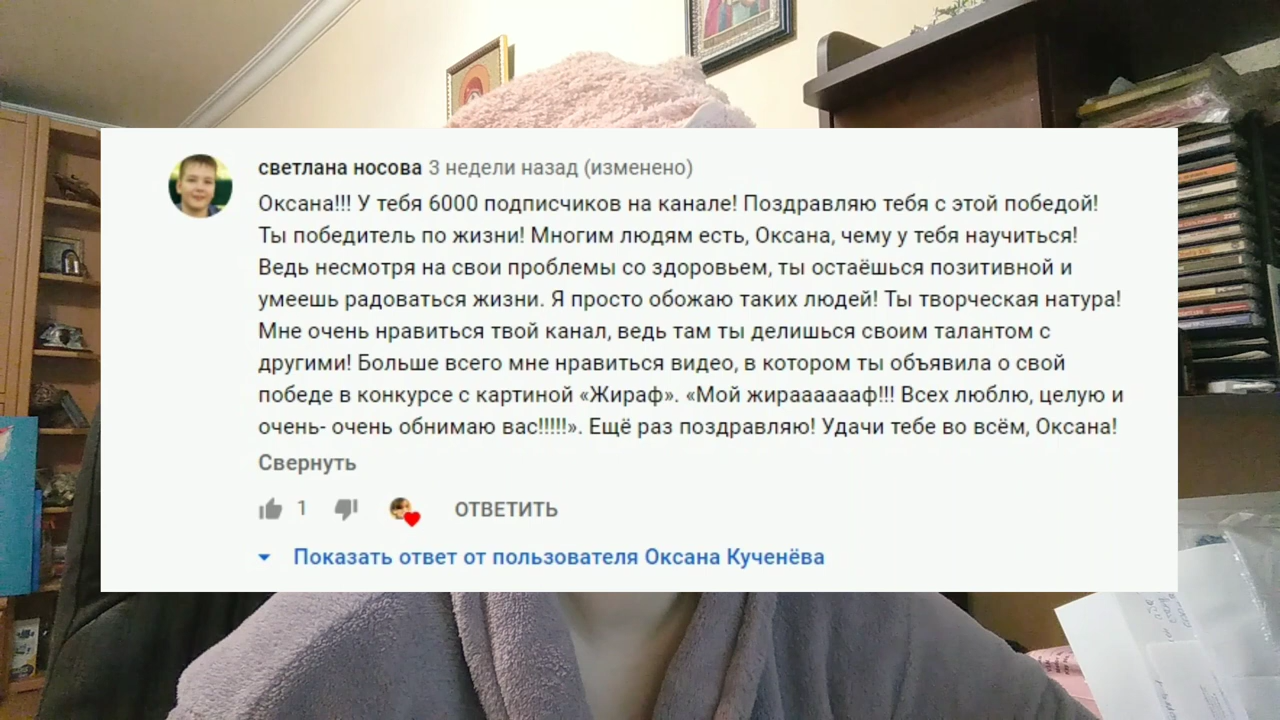 светлана носова 3 недели назад (изменено)
Оксана!!! У тебя 6000 подписчиков на канале! Поздравляю тебя с этой победой!
Ты победитель по жизни! Многим людям есть, Оксана, чему у тебя научиться!
Ведь несмотря на свои проблемы со здоровьем, ты остаёшься позитивной и
умеешь радоваться жизни. Я просто обожаю таких людей! Ты творческая натура!
Мне очень нравиться твой канал, ведь там ты делишься своим талантом с
другими! Больше всего мне нравиться видео, в котором ты объявила о свой
победе в конкурсе с картиной «Жираф». «Мой жирааааааф!!! Всех люблю, целую и
очень- очень обнимаю вас!!!!!». Ещё раз поздравляю! Удачи тебе во всём, Оксана!
Свернуть
1
ОТВЕТИТЬ
Показать ответ от пользователя Оксана Кученёва